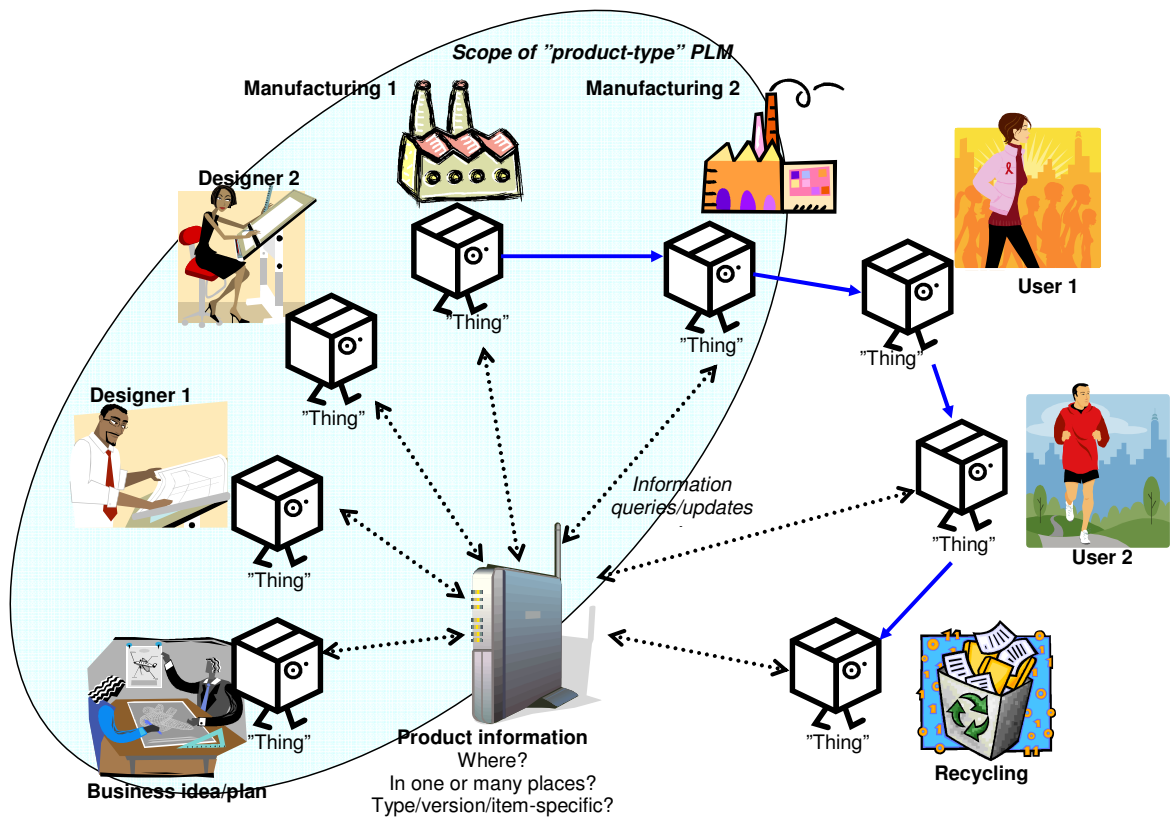 Scope of ”product-type” PLM
Manufacturing 1
Manufacturing 2
Designer 2
User 1
”Thing”
”Thing”
”Thing”
Designer 1
”Thing”
Information
queries/updates
”Thing”
User 2
”Thing”
”Thing”
”Thing”
Business idea/plan
Product information
Where?
In one or many places?
Type/version/item-specific?
Recycling